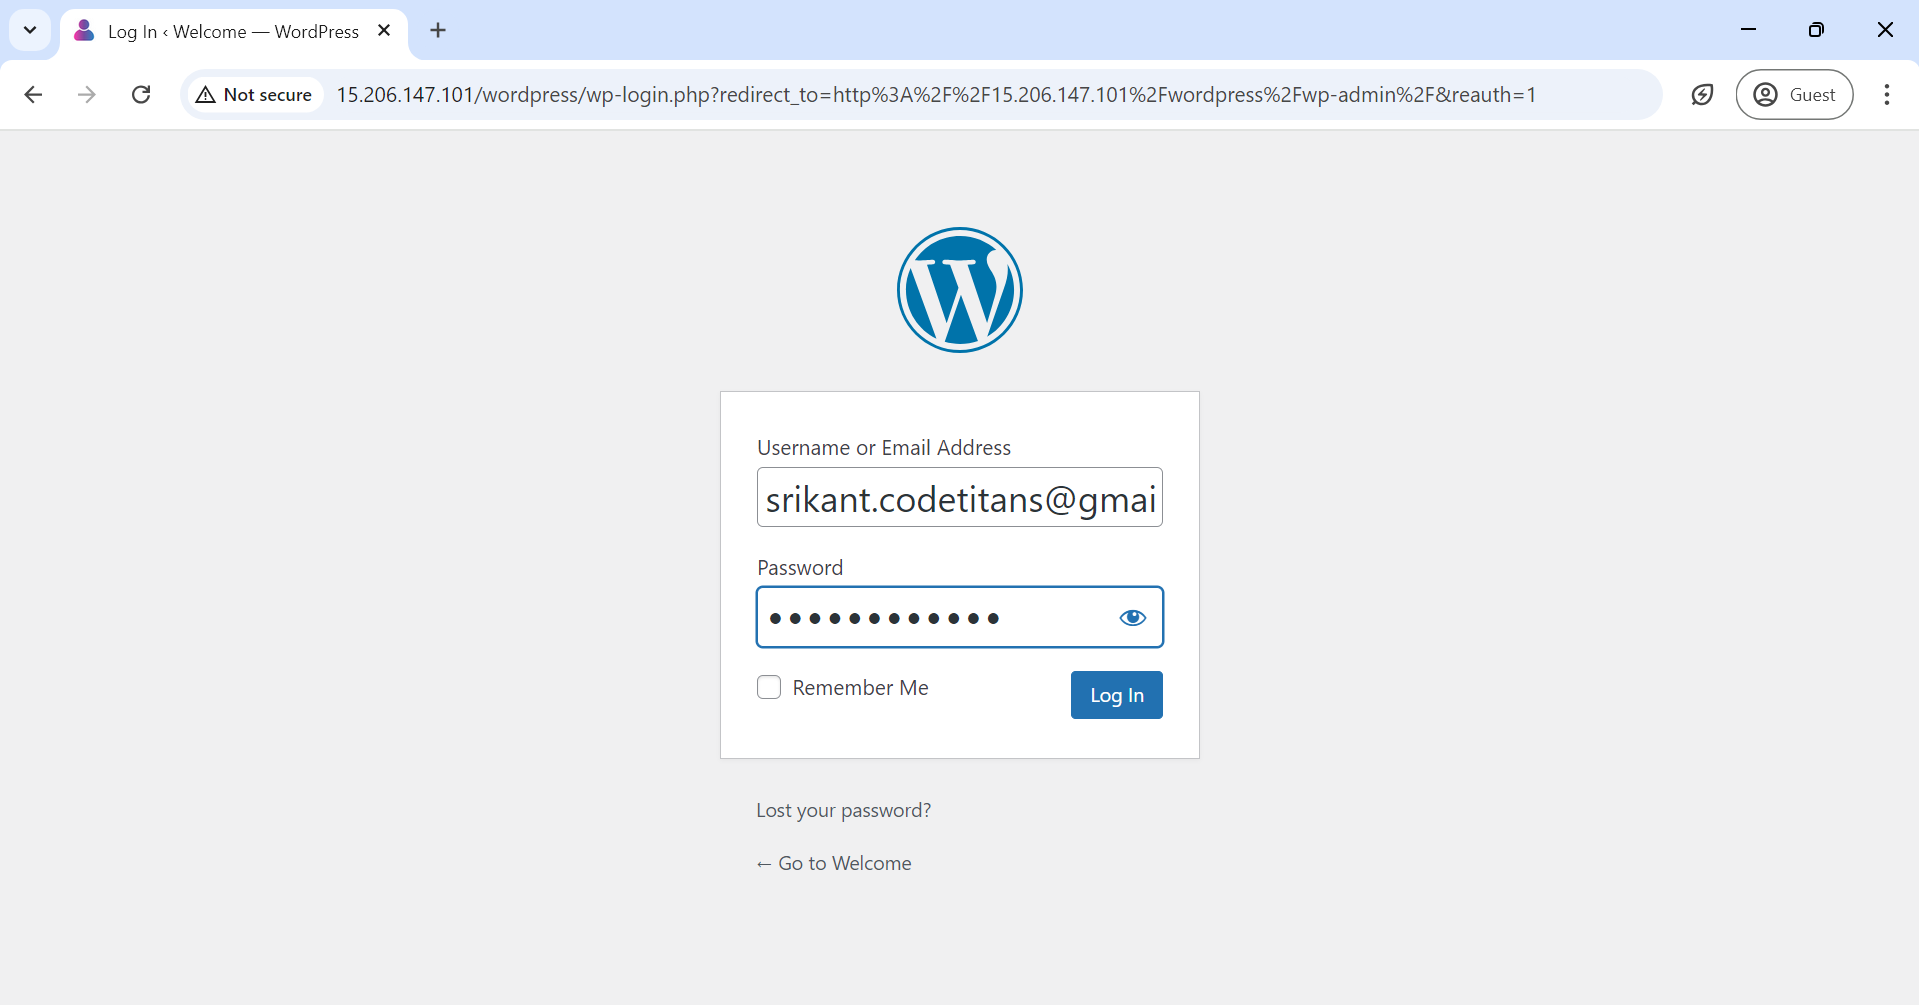 Log In ‹ Welcome — WordPress
Not secure
15.206.147.101/wordpress/wp-login.php?redirect_to=http%3A%2F%2F15.206.147.101%2Fwordpress%2Fwp-admin%2F&reauth=1
Guest
Username or Email Address
srikant.codetitans@gmai
Password
Remember Me
Log In
Lost your password?
← Go to Welcome